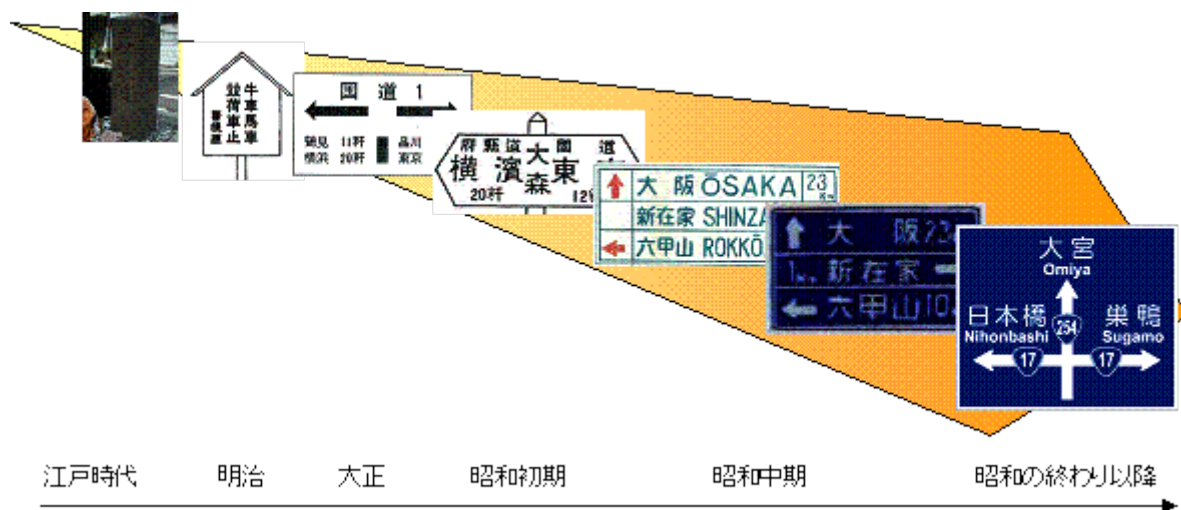 牛車馬車
並荷車止
国道 1
鶴見 11粁 品川
横浜 20粁 東京
府縣道 國道
横濱 大森 東
20粁 12
大阪 ŌSAKA 23 Km
新在家 SHINZA
六甲山 ROKKŌ
大阪
新在家
六甲山 10
大宮
Omiya
日本橋 254 巣鴨
Nihonbashi Sugamo
17 17
江戸時代 明治 大正 昭和初期 昭和中期 昭和の終わり以降